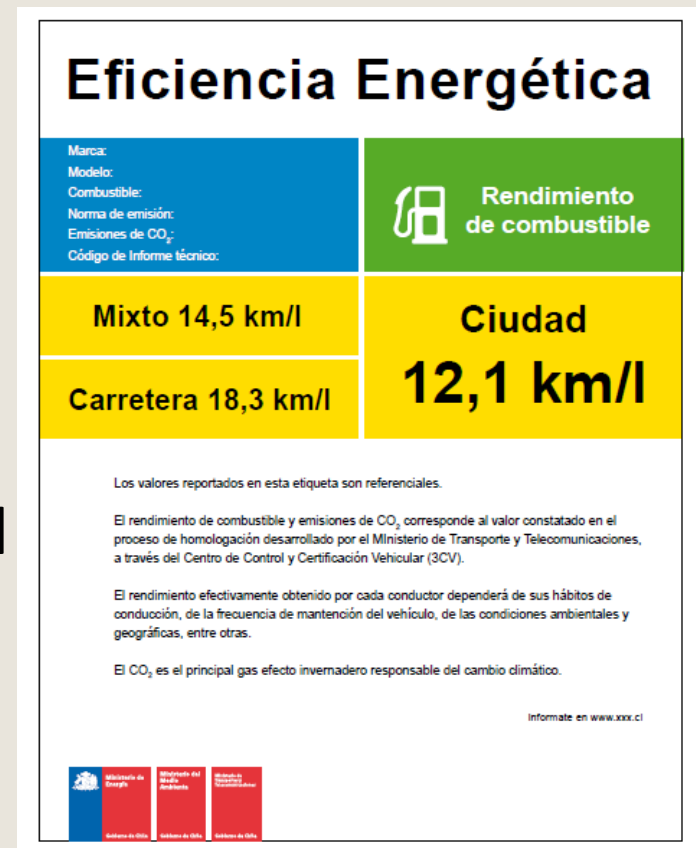 Eficiencia Energética
Marca:
Modelo:
Combustible:
Norma de emisión:
Emisiones de CO₂:
Código de Informe técnico:
Rendimiento
de combustible
Mixto 14,5 km/l
Carretera 18,3 km/l
Ciudad
12,1 km/l
Los valores reportados en esta etiqueta son referenciales.
El rendimiento de combustible y emisiones de CO₂ corresponde al valor constatado en el
proceso de homologación desarrollado por el MInisterio de Transporte y Telecomunicaciones,
a través del Centro de Control y Certificación Vehicular (3CV).
El rendimiento efectivamente obtenido por cada conductor dependerá de sus hábitos de
conducción, de la frecuencia de mantención del vehículo, de las condiciones ambientales y
geográficas, entre otras.
El CO₂ es el principal gas efecto invernadero responsable del cambio climático.
Informate en www.xxx.cl
Ministerio de
Energía
Gobierno de Chile
Ministerio del
Medio
Ambiente
Gobierno de Chile
Ministerio de
Transportes y
Telecomunicaciones
Gobierno de Chile